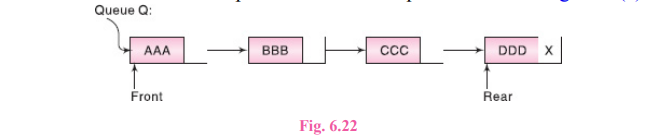 Queue Q:
AAA BBB CCC DDD X
Front Rear
Fig. 6.22